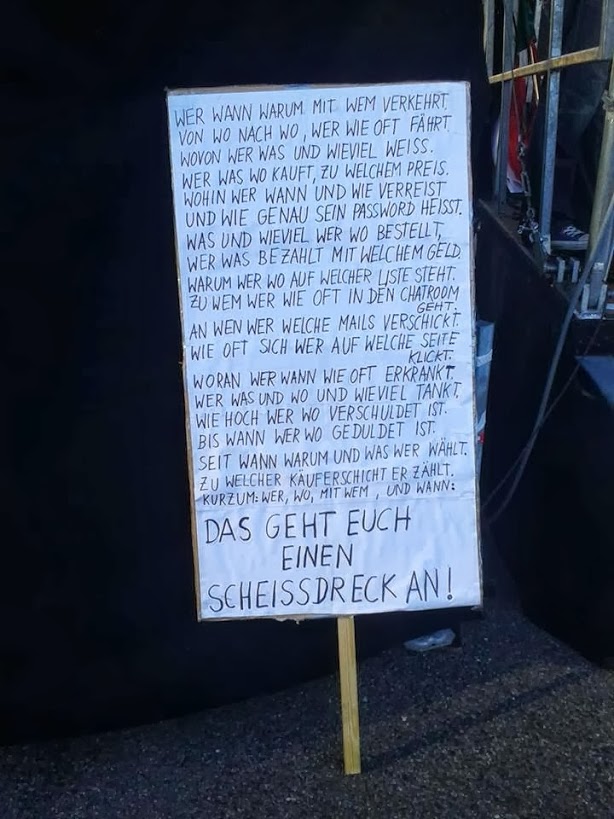 WER WANN WARUM MIT WEM VERKEHRT.
VON WO NACH WO, WER WIE OFT FÄHRT.
WOVON WER WAS UND WIEVIEL WEISS.
WER WAS WO KAUFT, ZU WELCHEM PREIS.
WOHIN WER WANN UND WIE VERREIST
UND WIE GENAU SEIN PASSWORD HEISST.
WAS UND WIEVIEL WER WO BESTELLT,
WER WAS BEZAHLT MIT WELCHEM GELD.
WARUM WER WO AUF WELCHER LISTE STEHT.
ZU WEM WER WIE OFT IN DEN CHATROOM
GEHT.
AN WEN WER WELCHE MAILS VERSCHICKT.
WIE OFT SICH WER AUF WELCHE SEITE
KLICKT.
WORAN WER WANN WIE OFT ERKRANKT.
WER WAS UND WO UND WIEVIEL TANKT.
WIE HOCH WER WO VERSCHULDET IST.
BIS WANN WER WO GEDULDET IST.
SEIT WANN WARUM UND WAS WER WÄHLT.
ZU WELCHER KÄUFERSCHICHT ER ZÄHLT.
KURZUM: WER, WO, MIT WEM, UND WANN:
DAS GEHT EUCH
EINEN
SCHEISSDRECK AN!